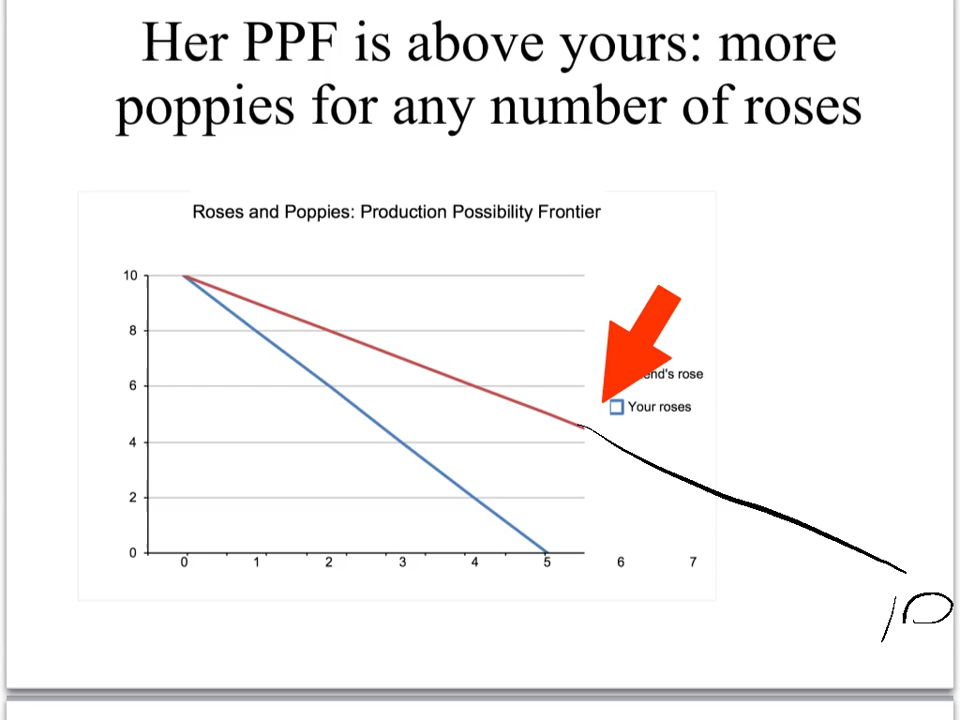 Her PPF is above yours: more
poppies for any number of roses
Roses and Poppies: Production Possibility Frontier
10
8
6
4
2
0
0 1 2 3 4 5 6 7
end's rose
Your roses
10